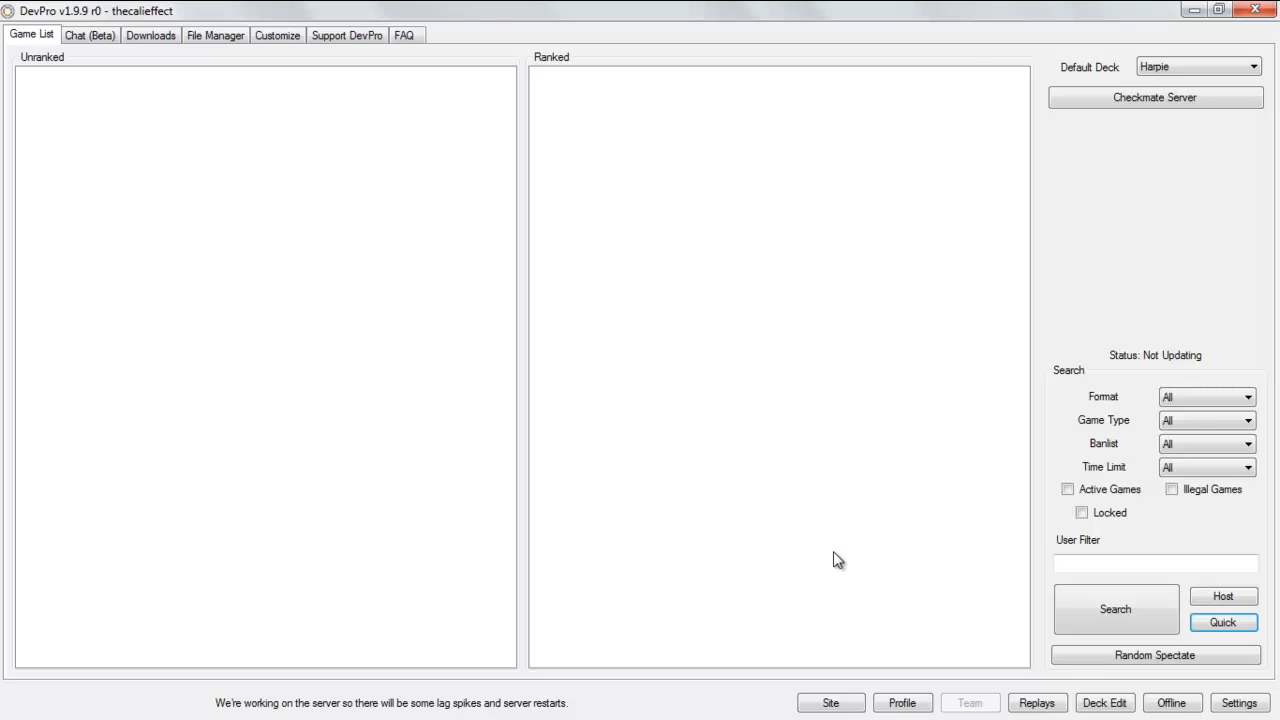 DevPro v1.9.9 r0 - thecalieffect
Game List Chat (Beta) Downloads File Manager Customize Support DevPro FAQ
Unranked
Ranked
Default Deck Harpie
Checkmate Server
Status: Not Updating
Search
Format All
Game Type All
Banlist All
Time Limit All
Active Games Illegal Games
Locked
User Filter
Search
Host
Quick
Random Spectate
We're working on the server so there will be some lag spikes and server restarts.
Site Profile Team Replays Deck Edit Offline Settings